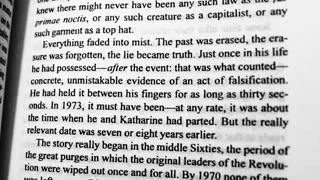 knew there might never have been any such law as the jus
primae noctis, or any such creature as a capitalist, or any
such garment as a top hat.
Everything faded into mist. The past was erased, the era-
sure was forgotten, the lie became truth. Just once in his life
he had possessed—after the event: that was what counted—
concrete, unmistakable evidence of an act of falsification.
He had held it between his fingers for as long as thirty sec-
onds. In 1973, it must have been—at any rate, it was about
the time when he and Katharine had parted. But the really
relevant date was seven or eight years earlier.
The story really began in the middle Sixties, the period of
the great purges in which the original leaders of the Revolu-
tion were wiped out once and for all. By 1970 none of them
was left